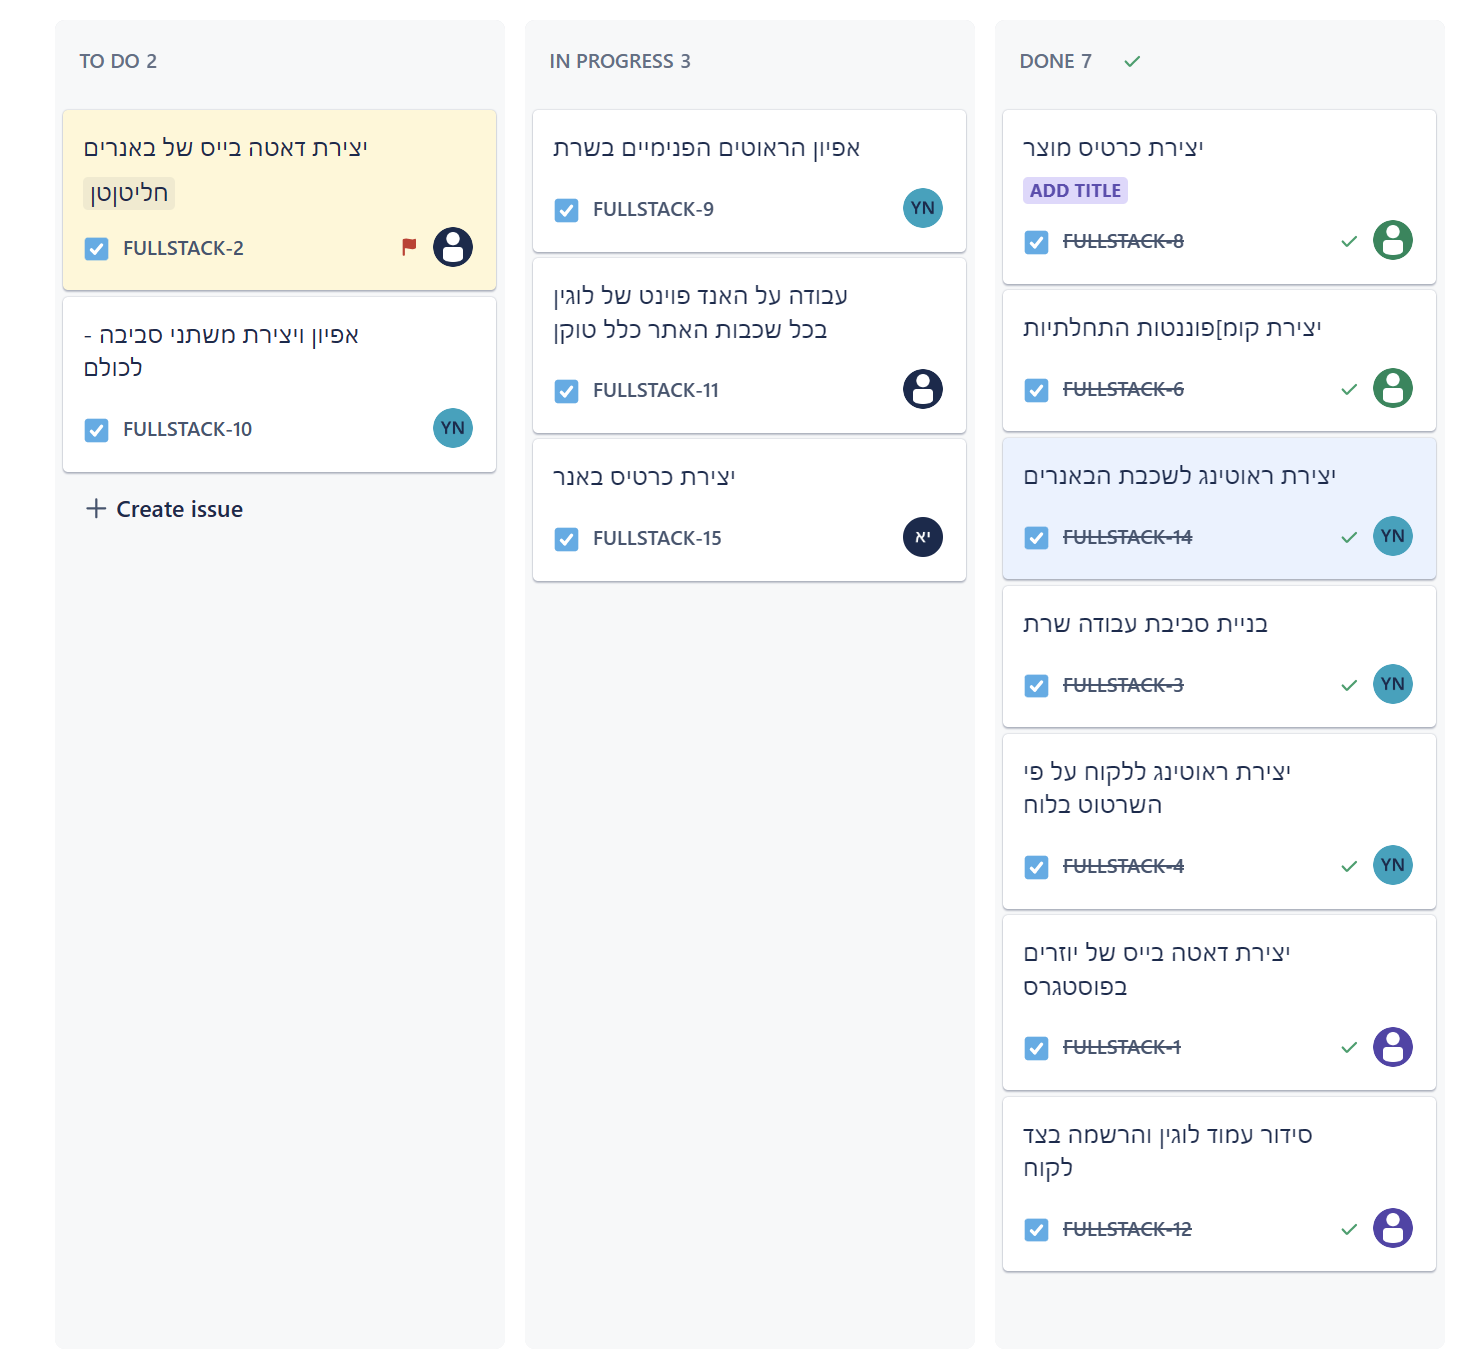 TO DO 2
יצירת דאטה בייס של באנרים
חליטןטן
FULLSTACK-2
אפיון ויצירת משתני סביבה -
לכולם
FULLSTACK-10
YN
Create issue
IN PROGRESS 3
אפיון הראוטים הפנימיים בשרת
FULLSTACK-9
YN
עבודה על האנד פוינט של לוגין
בכל שכבות האתר כלל טוקן
FULLSTACK-11
יצירת כרטיס באנר
FULLSTACK-15
יא
DONE 7
יצירת כרטיס מוצר
ADD TITLE
FULLSTACK-8
יצירת קומ]פוננטות התחלתיות
FULLSTACK-6
יצירת ראוטינג לשכבת הבאנרים
FULLSTACK-14
YN
בניית סביבת עבודה שרת
FULLSTACK-3
YN
יצירת ראוטינג ללקוח על פי
השרטוט בלוח
FULLSTACK-4
YN
יצירת דאטה בייס של יוזרים
בפוסטגרס
FULLSTACK-1
סידור עמוד לוגין והרשמה בצד
לקוח
FULLSTACK-12